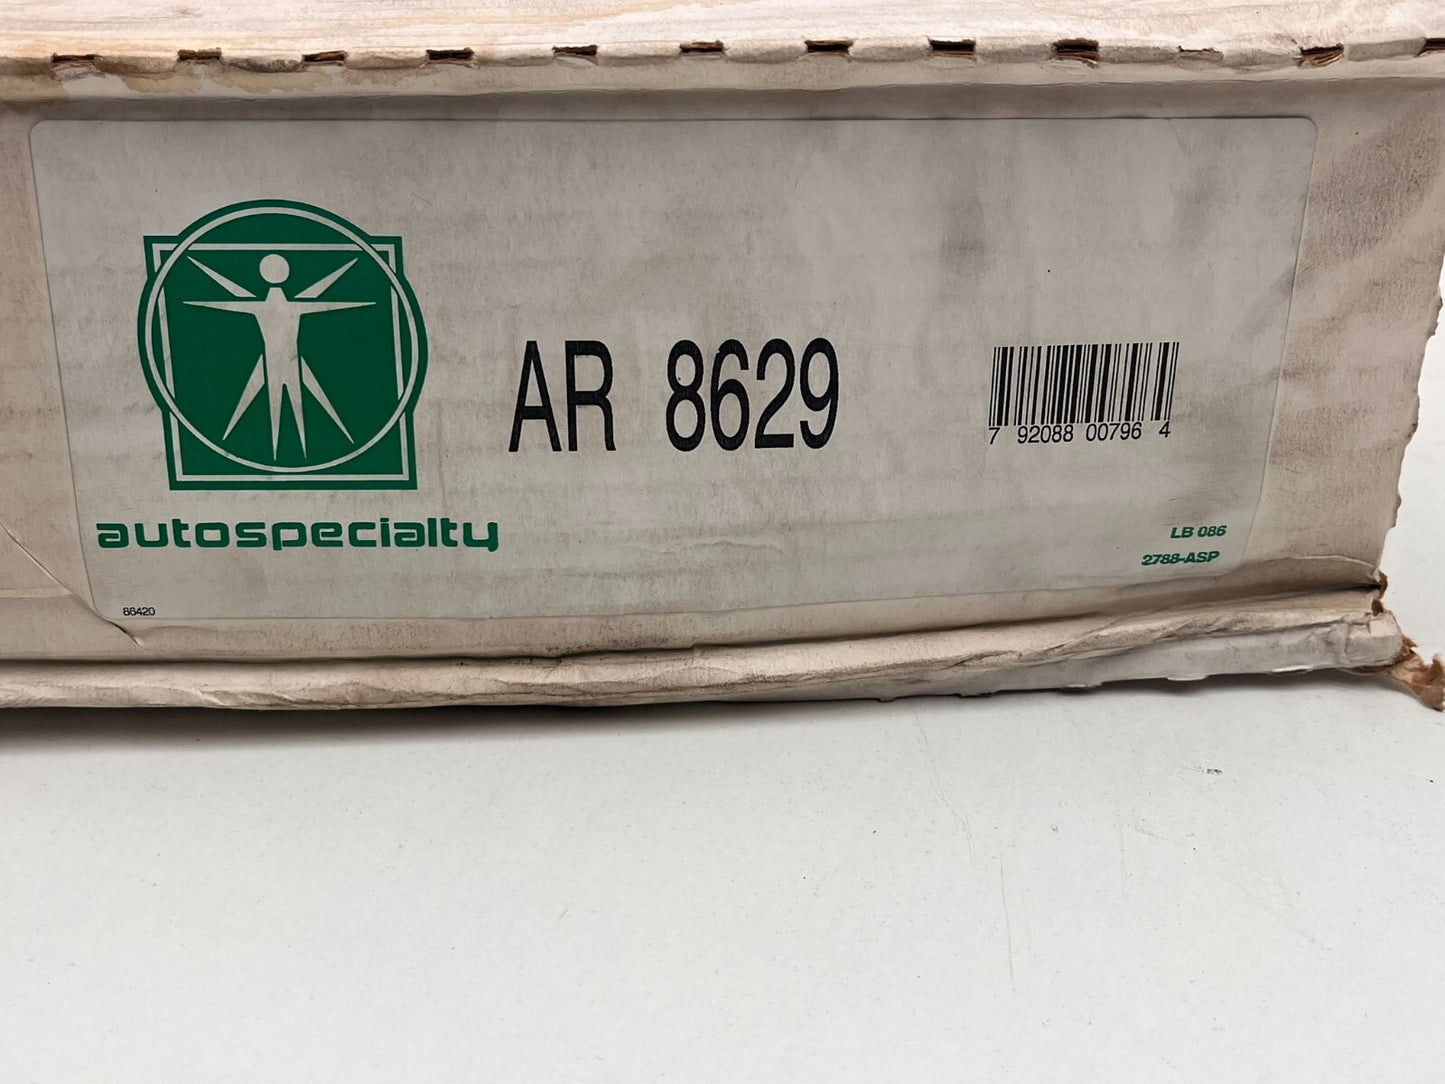 AR 8629
7 92088 00796 4
autospecialty
LB 086
2788-ASP
86420